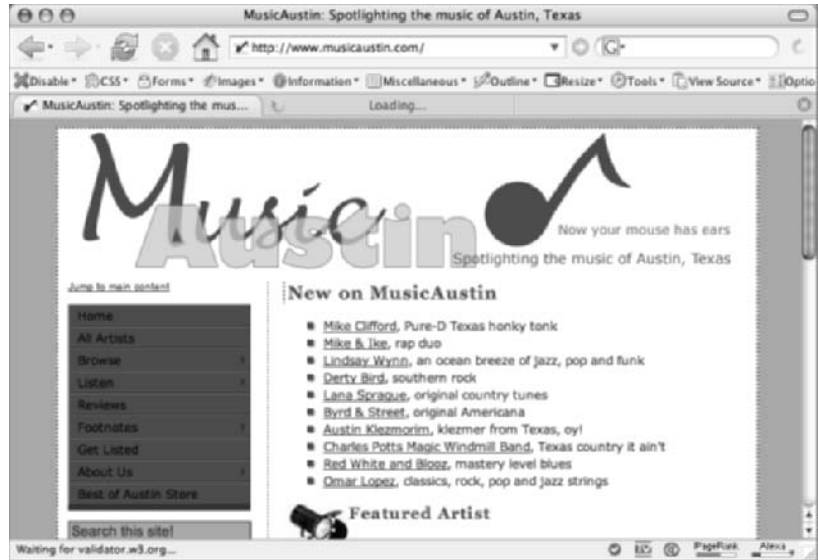 MusicAustin: Spotlighting the music of Austin, Texas
http://www.musicaustin.com/
G
Disable CSS Forms Images Information Miscellaneous Outline Resize Tools View Source Optio
MusicAustin: Spotlighting the mus... Loading...
Music
Austin
Now your mouse has ears
Spotlighting the music of Austin, Texas
Jump to main content
Home
All Artists
Browse
Listen
Reviews
Footnotes
Get Listed
About Us
Best of Austin Store
Search this site!
New on MusicAustin
Mike Clifford, Pure-D Texas honky tonk
Mike & Ike, rap duo
Lindsay Wynn, an ocean breeze of jazz, pop and funk
Derty Bird, southern rock
Lana Sprague, original country tunes
Byrd & Street, original Americana
Austin Klezmorim, klezmer from Texas, oy!
Charles Potts Magic Windmill Band, Texas country it ain't
Red White and Blooz, mastery level blues
Omar Lopez, classics, rock, pop and jazz strings
Featured Artist
Waiting for validator.w3.org...
PageRank Alexa